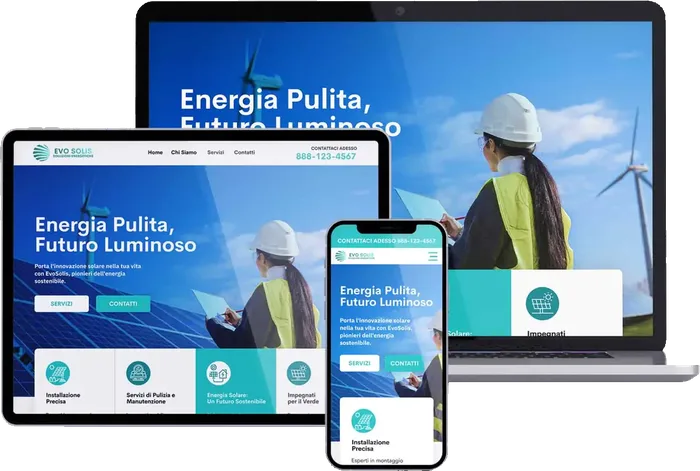 Energia Pulita,
Futuro Luminoso
Solare:
Impegnati
EVO SOLIS
Home
Chi Siamo
Servizi
Contatti
CONTATTACI ADESSO
888-123-4567
Energia Pulita,
Futuro Luminoso
Porta l'innovazione solare nella tua vita
con EvoSolis, pionieri dell'energia
sostenibile.
SERVIZI
CONTATTI
Installazione
Precisa
Servizi di Pulizia e
Manutenzione
Energia Solare:
Un Futuro Sostenibile
Impegnati
per il Verde
CONTATTACI ADESSO 888-123-4567
EVO SOLIS
Energia Pulita,
Futuro Luminoso
Porta l'innovazione solare
nella tua vita con EvoSolis,
pionieri dell'energia
sostenibile.
SERVIZI
CONTATTI
Installazione
Precisa
Esperti in montaggio